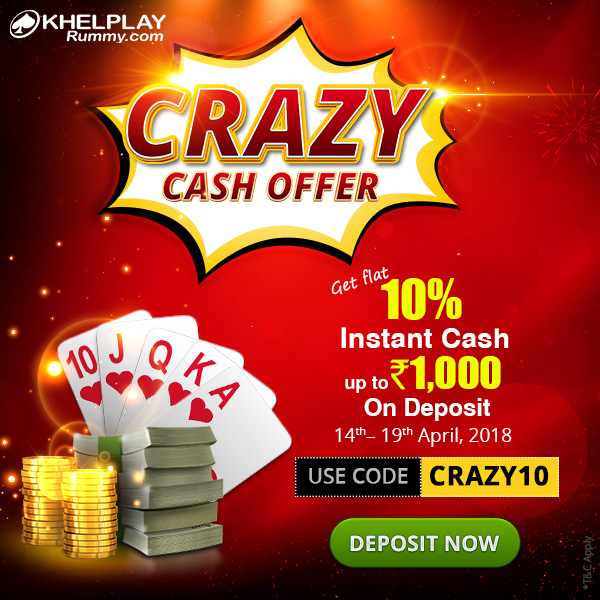 KHELPLAY
Rummy.com
CRAZY
CASH OFFER
Get flat
10%
Instant Cash
up to ₹1,000
On Deposit
14th– 19th April, 2018
USE CODE CRAZY10
DEPOSIT NOW
*T&C Apply
10 J Q K A